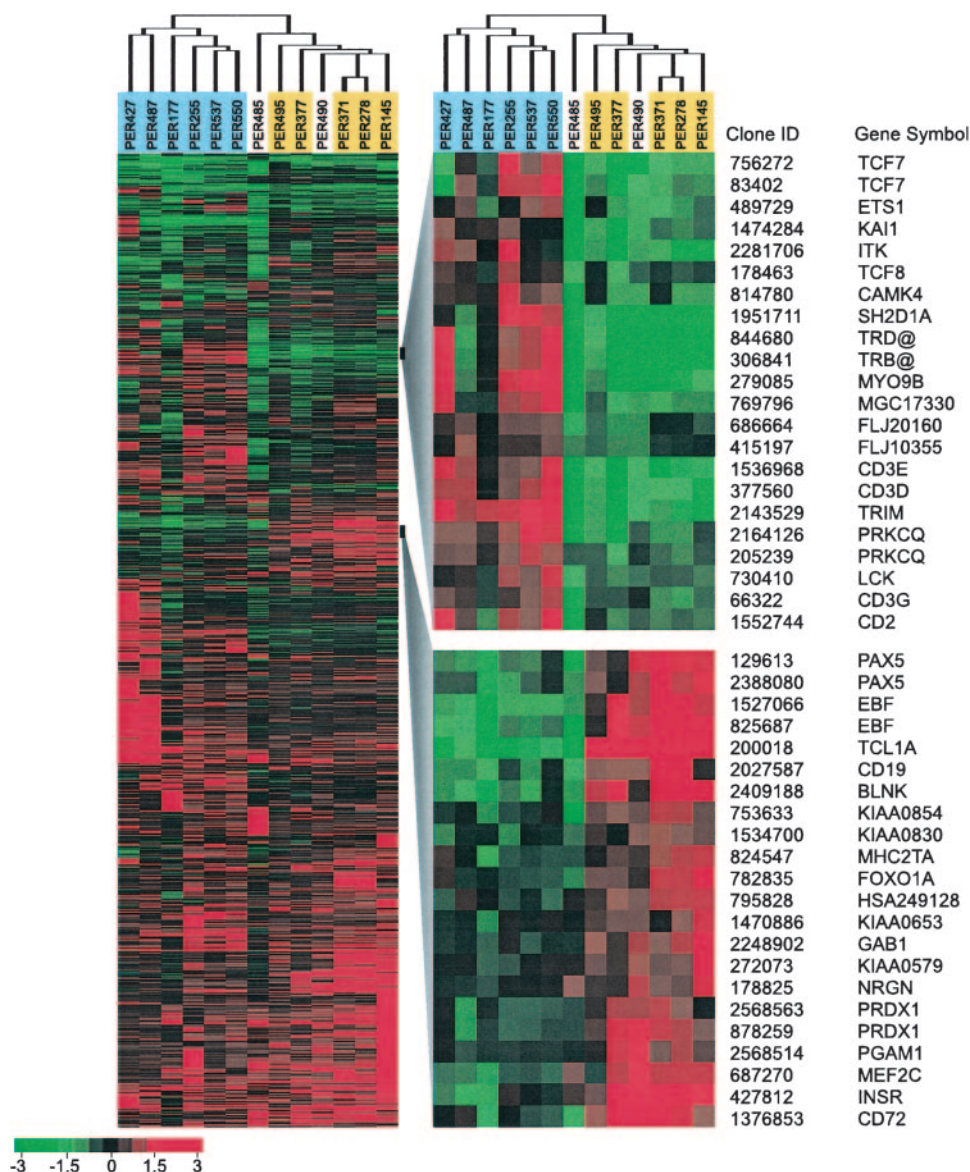 PER427 PER487 PER177 PER255 PER537 PER550 PER485 PER495 PER377 PER490 PER371 PER278 PER145
PER427 PER487 PER177 PER255 PER537 PER550 PER485 PER495 PER377 PER490 PER371 PER278 PER145
Clone ID Gene Symbol
756272 TCF7
83402 TCF7
489729 ETS1
1474284 KAI1
2281706 ITK
178463 TCF8
814780 CAMK4
1951711 SH2D1A
844680 TRD@
306841 TRB@
279085 MYO9B
769796 MGC17330
686664 FLJ20160
415197 FLJ10355
1536968 CD3E
377560 CD3D
2143529 TRIM
2164126 PRKCQ
205239 PRKCQ
730410 LCK
66322 CD3G
1552744 CD2
129613 PAX5
2388080 PAX5
1527066 EBF
825687 EBF
200018 TCL1A
2027587 CD19
2409188 BLNK
753633 KIAA0854
1534700 KIAA0830
824547 MHC2TA
782835 FOXO1A
795828 HSA249128
1470886 KIAA0653
2248902 GAB1
272073 KIAA0579
178825 NRGN
2568563 PRDX1
878259 PRDX1
2568514 PGAM1
687270 MEF2C
427812 INSR
1376853 CD72
-3 -1.5 0 1.5 3